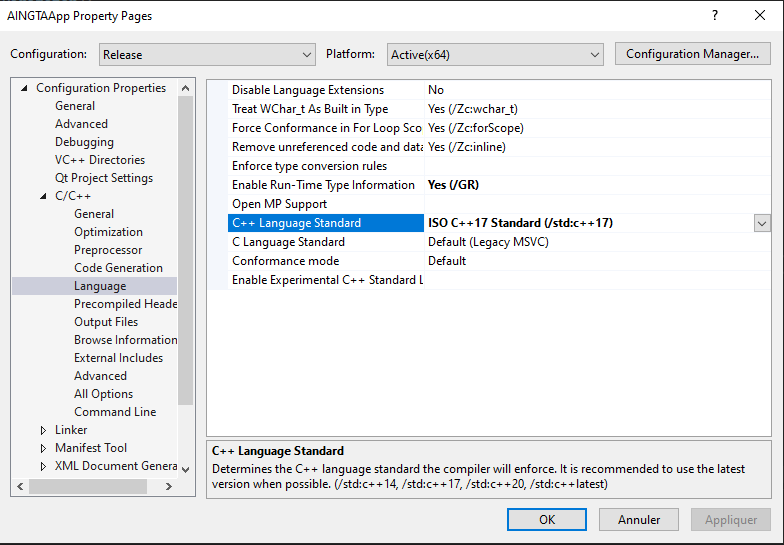 AINGTAApp Property Pages
Configuration: Release Platform: Active(x64) Configuration Manager...
Configuration Properties
General
Advanced
Debugging
VC++ Directories
Qt Project Settings
C/C++
General
Optimization
Preprocessor
Code Generation
Language
Precompiled Heade
Output Files
Browse Information
External Includes
Advanced
All Options
Command Line
Linker
Manifest Tool
XML Document Genera
Disable Language Extensions No
Treat WChar_t As Built in Type Yes (/Zc:wchar_t)
Force Conformance in For Loop Sco Yes (/Zc:forScope)
Remove unreferenced code and data Yes (/Zc:inline)
Enforce type conversion rules
Enable Run-Time Type Information Yes (/GR)
Open MP Support
C++ Language Standard ISO C++17 Standard (/std:c++17)
C Language Standard Default (Legacy MSVC)
Conformance mode Default
Enable Experimental C++ Standard L
C++ Language Standard
Determines the C++ language standard the compiler will enforce. It is recommended to use the latest
version when possible. (/std:c++14, /std:c++17, /std:c++20, /std:c++latest)
OK Annuler Appliquer